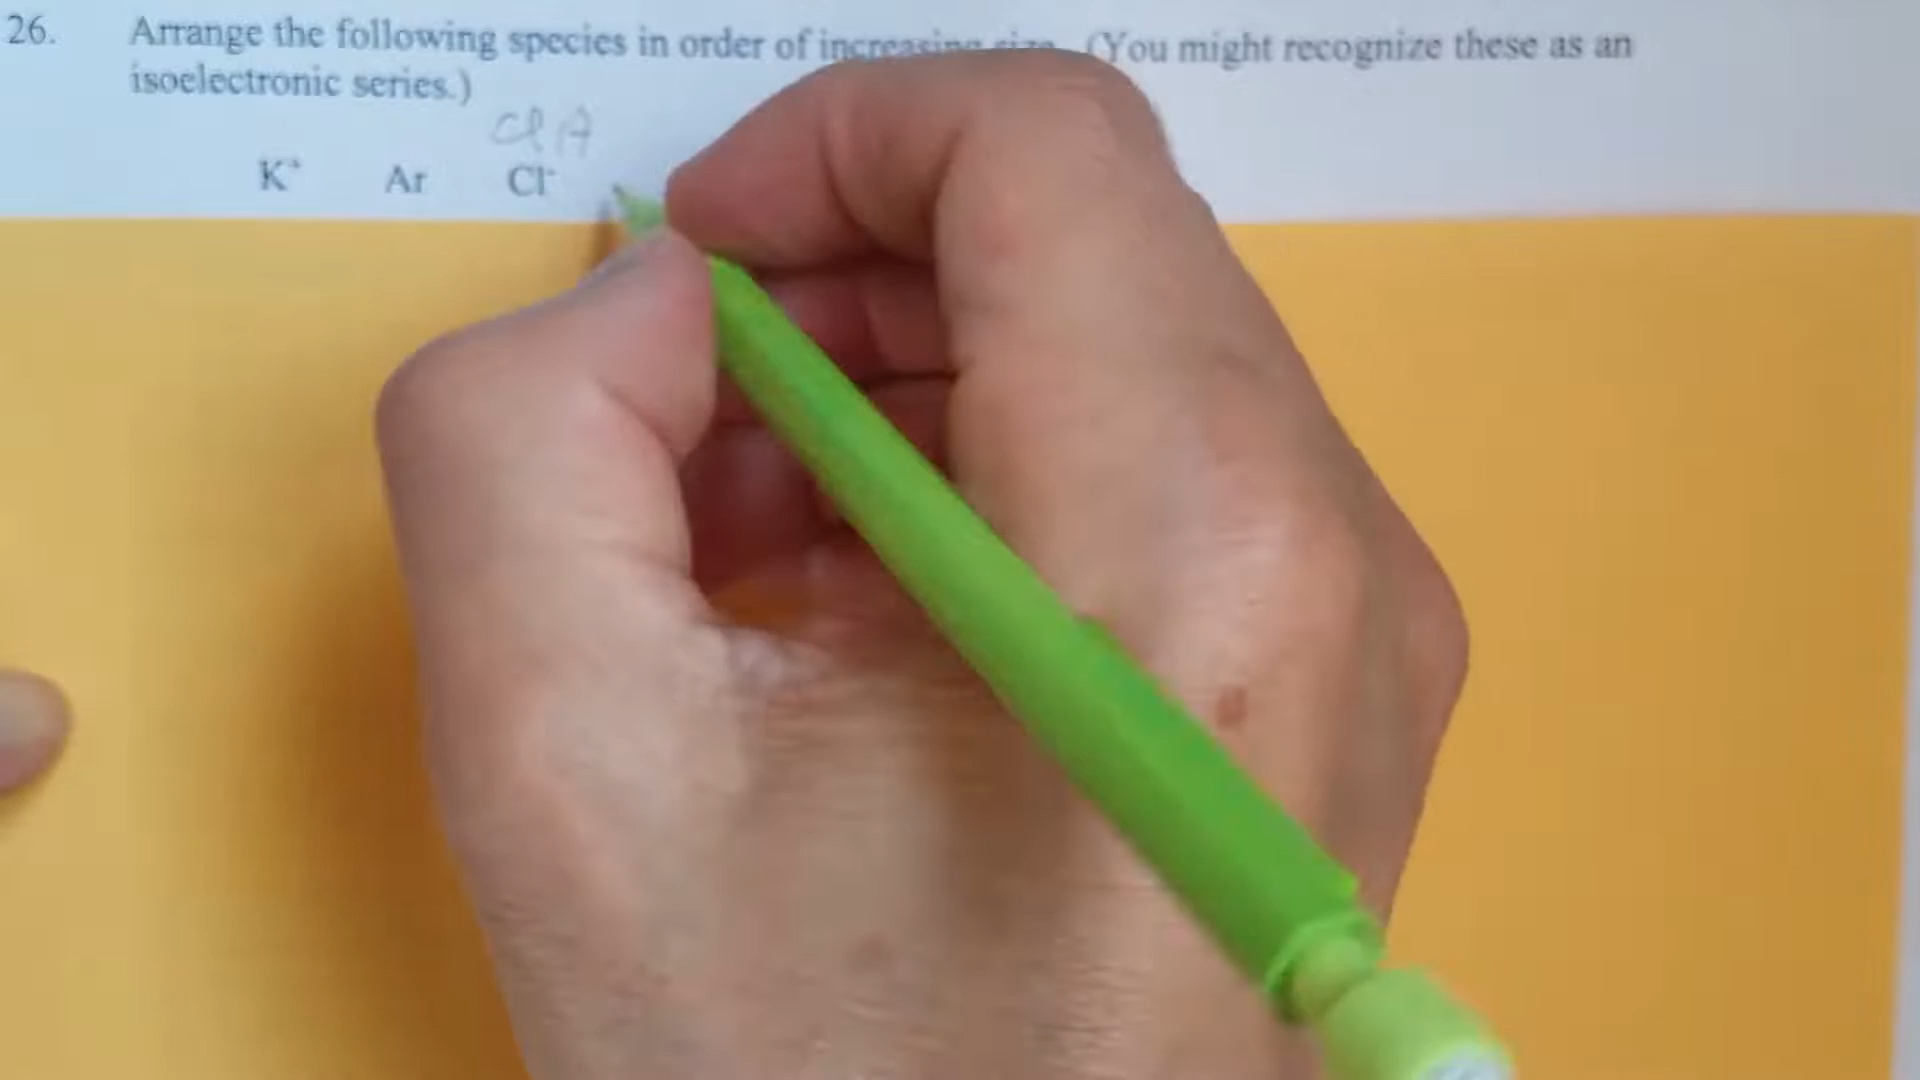 26. Arrange the following species in order of increasing size. (You might recognize these as an
isoelectronic series.)
Cl A
K⁺ Ar Cl⁻